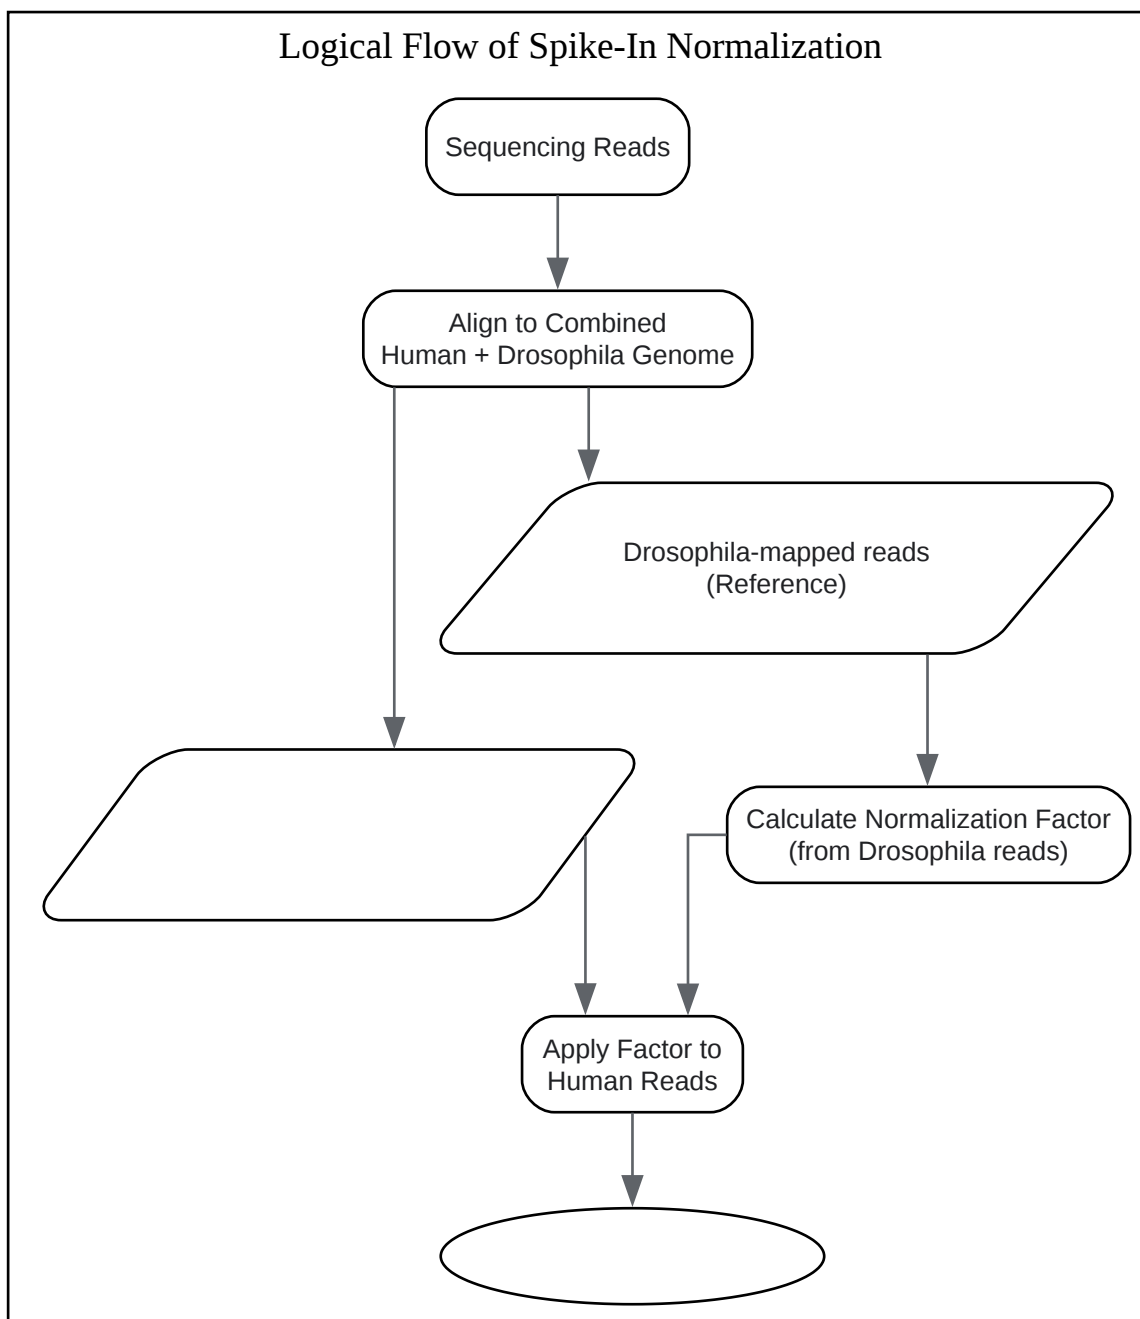 Logical Flow of Spike-In Normalization
Sequencing Reads
Align to Combined
Human + Drosophila Genome
Drosophila-mapped reads
(Reference)
Calculate Normalization Factor
(from Drosophila reads)
Apply Factor to
Human Reads